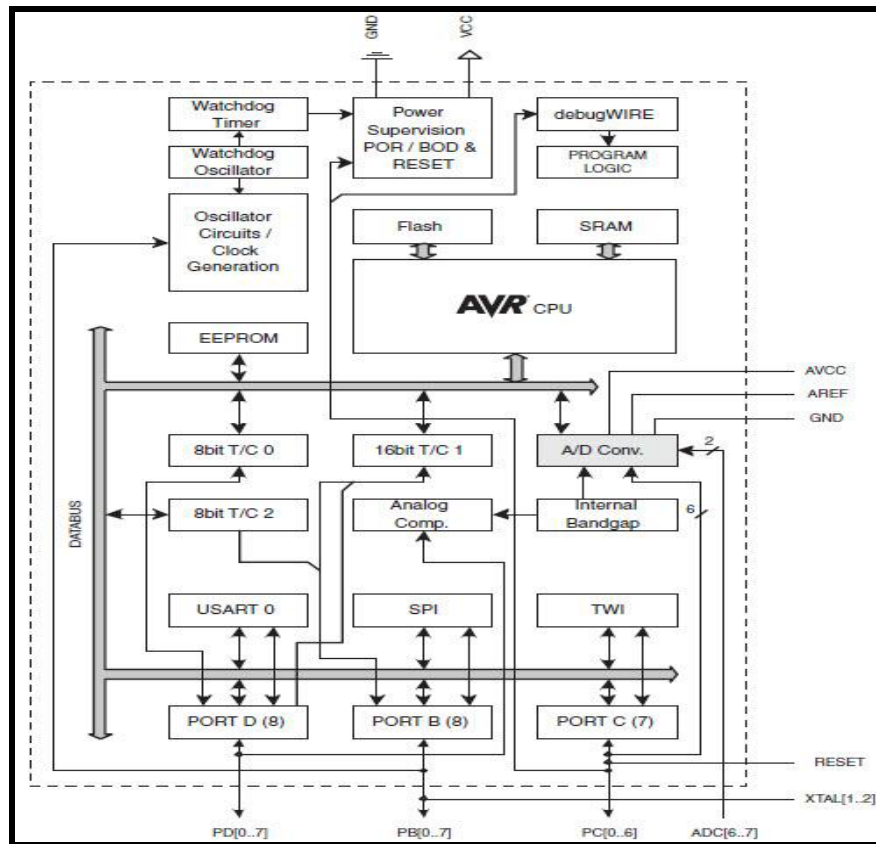 GND
VCC
Watchdog
Timer
Power
Supervision
POR / BOD &
RESET
debugWIRE
Watchdog
Oscillator
PROGRAM
LOGIC
Oscillator
Circuits /
Clock
Generation
Flash
SRAM
AVR CPU
EEPROM
AVCC
AREF
GND
8bit T/C 0
16bit T/C 1
A/D Conv.
2
DATABUS
8bit T/C 2
Analog
Comp.
Internal
Bandgap
6
USART 0
SPI
TWI
PORT D (8)
PORT B (8)
PORT C (7)
RESET
XTAL[1..2]
PD[0..7]
PB[0..7]
PC[0..6]
ADC[6..7]